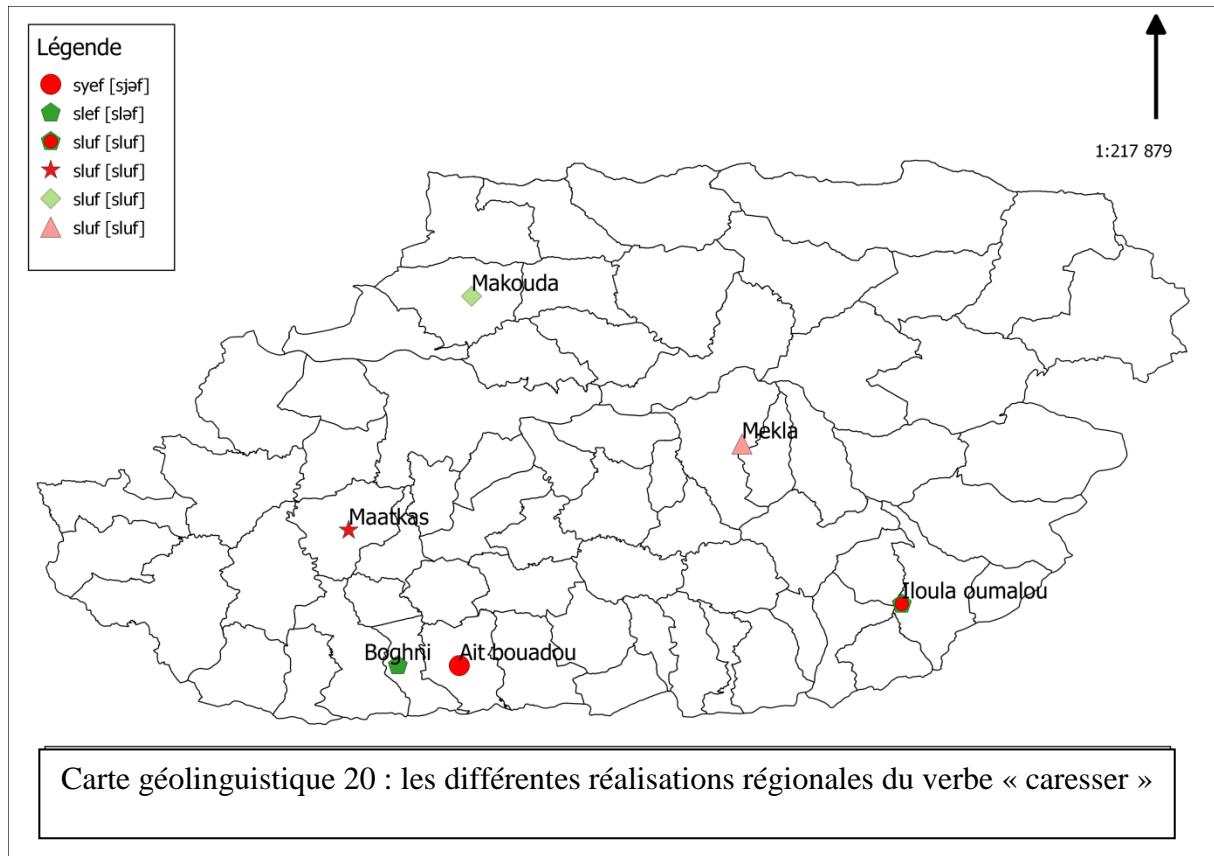 Légende
syef [sjəf]
slef [sləf]
sluf [sluf]
sluf [sluf]
sluf [sluf]
sluf [sluf]
1:217 879
Makouda
Mekla
Maatkas
Iloula oumalou
Boghni
Ait bouadou
Carte géolinguistique 20 : les différentes réalisations régionales du verbe « caresser »